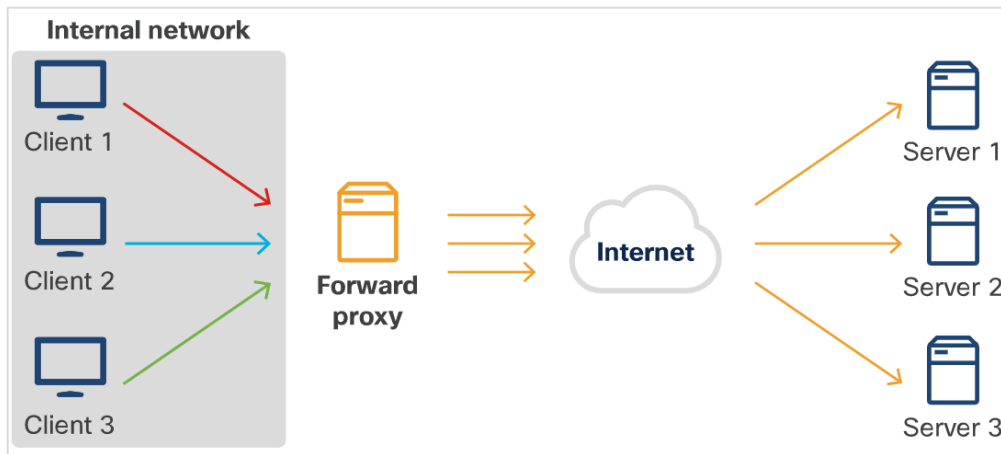 Internal network
Client 1
Client 2
Client 3
Forward
proxy
Internet
Server 1
Server 2
Server 3